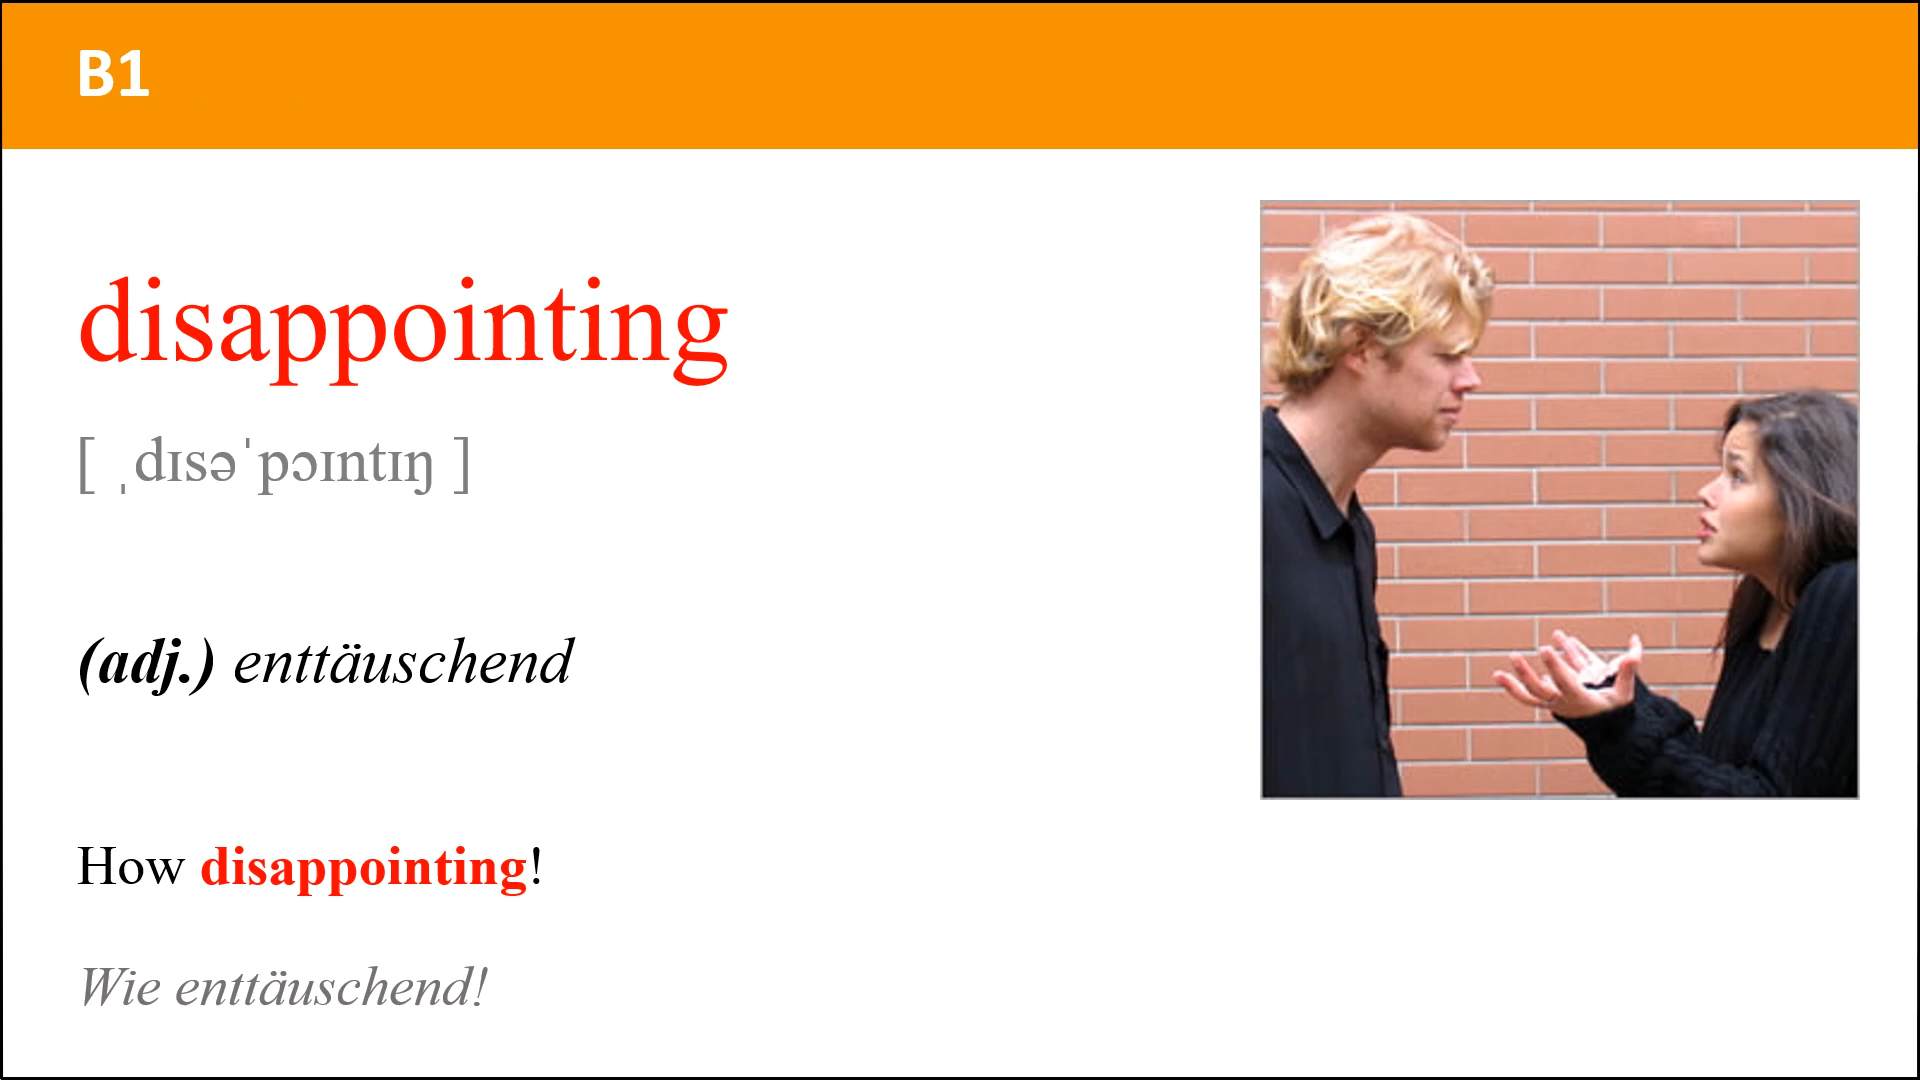 B1
disappointing
[ ˌdɪsəˈpɔɪntɪŋ ]
(adj.) enttäuschend
How disappointing!
Wie enttäuschend!